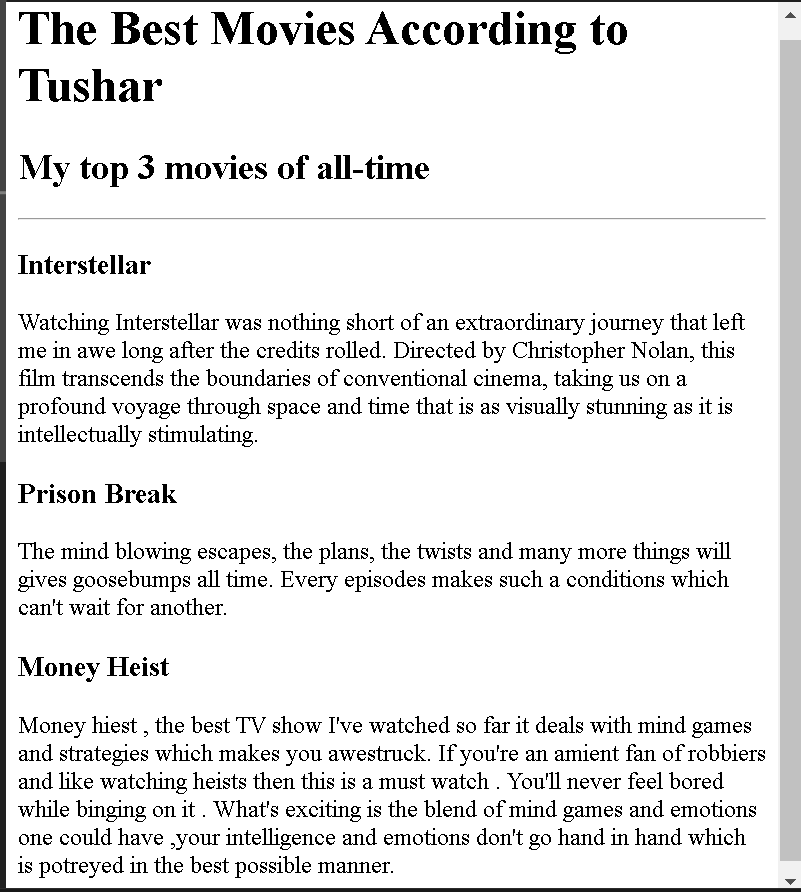 The Best Movies According to
Tushar
My top 3 movies of all-time
Interstellar
Watching Interstellar was nothing short of an extraordinary journey that left
me in awe long after the credits rolled. Directed by Christopher Nolan, this
film transcends the boundaries of conventional cinema, taking us on a
profound voyage through space and time that is as visually stunning as it is
intellectually stimulating.
Prison Break
The mind blowing escapes, the plans, the twists and many more things will
gives goosebumps all time. Every episodes makes such a conditions which
can't wait for another.
Money Heist
Money hiest , the best TV show I've watched so far it deals with mind games
and strategies which makes you awestruck. If you're an amient fan of robbiers
and like watching heists then this is a must watch . You'll never feel bored
while binging on it . What's exciting is the blend of mind games and emotions
one could have ,your intelligence and emotions don't go hand in hand which
is potreyed in the best possible manner.